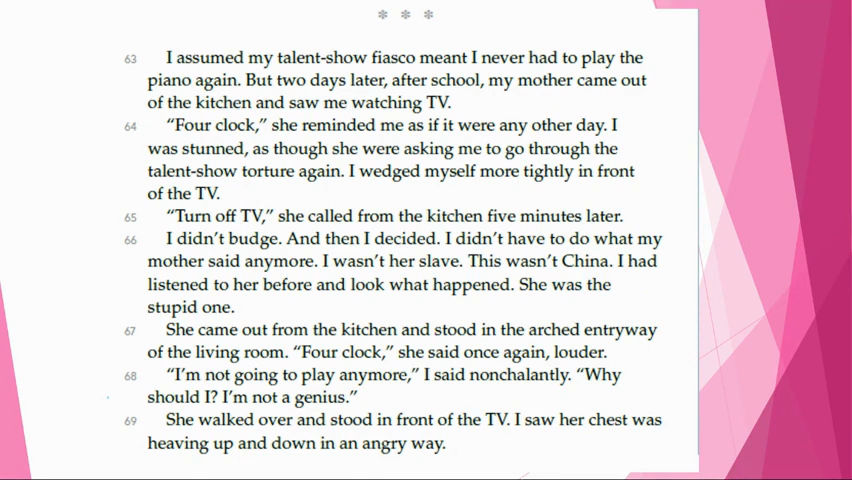 * * *
63 I assumed my talent-show fiasco meant I never had to play the
piano again. But two days later, after school, my mother came out
of the kitchen and saw me watching TV.
64 “Four clock,” she reminded me as if it were any other day. I
was stunned, as though she were asking me to go through the
talent-show torture again. I wedged myself more tightly in front
of the TV.
65 “Turn off TV,” she called from the kitchen five minutes later.
66 I didn’t budge. And then I decided. I didn’t have to do what my
mother said anymore. I wasn’t her slave. This wasn’t China. I had
listened to her before and look what happened. She was the
stupid one.
67 She came out from the kitchen and stood in the arched entryway
of the living room. “Four clock,” she said once again, louder.
68 “I’m not going to play anymore,” I said nonchalantly. “Why
should I? I’m not a genius.”
69 She walked over and stood in front of the TV. I saw her chest was
heaving up and down in an angry way.